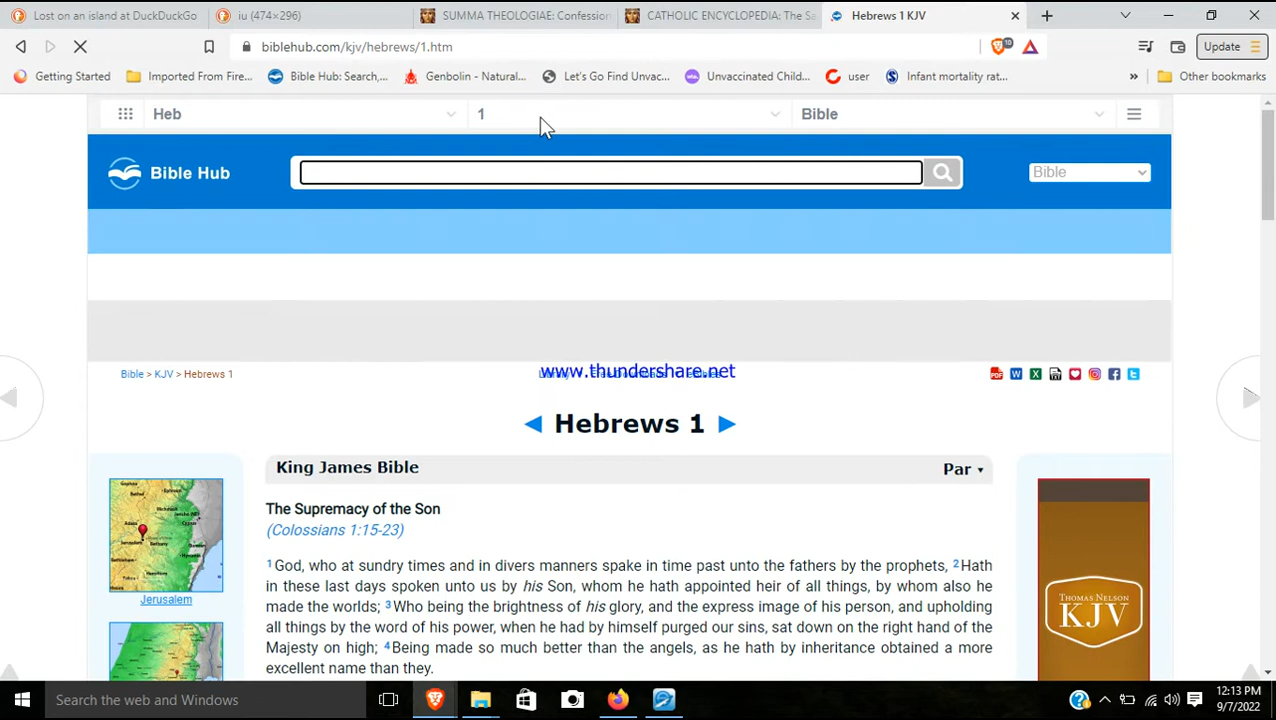 Lost on an island at DuckDuckGo
iu (474×296)
SUMMA THEOLOGIAE: Confession
CATHOLIC ENCYCLOPEDIA: The Sa
Hebrews 1 KJV
biblehub.com/kjv/hebrews/1.htm
10
Update
Getting Started
Imported From Fire...
Bible Hub: Search,...
Genbolin - Natural...
Let's Go Find Unvac...
Unvaccinated Child...
user
Infant mortality rat...
»
Other bookmarks
Heb
1
Bible
Bible Hub
Bible
www.thundershare.net
Bible > KJV > Hebrews 1
◄ Hebrews 1 ►
King James Bible
Par ▾
The Supremacy of the Son
(Colossians 1:15-23)
1God, who at sundry times and in divers manners spake in time past unto the fathers by the prophets, 2Hath
in these last days spoken unto us by his Son, whom he hath appointed heir of all things, by whom also he
made the worlds; 3Who being the brightness of his glory, and the express image of his person, and upholding
all things by the word of his power, when he had by himself purged our sins, sat down on the right hand of the
Majesty on high; 4Being made so much better than the angels, as he hath by inheritance obtained a more
excellent name than they.
Jerusalem
THOMAS NELSON
KJV
Search the web and Windows
12:13 PM
9/7/2022